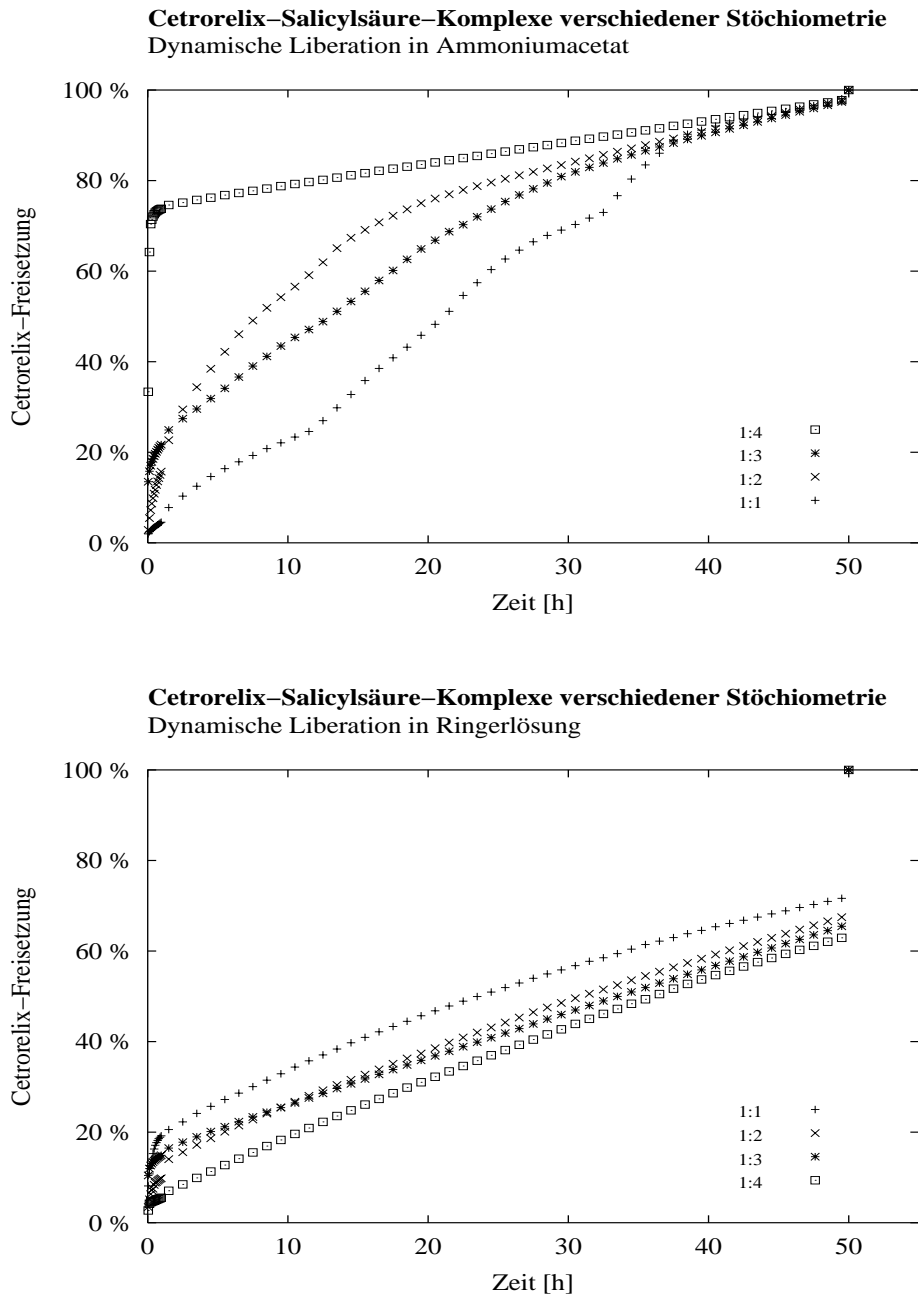 Cetrorelix–Salicylsäure–Komplexe verschiedener Stöchiometrie
Dynamische Liberation in Ammoniumacetat
100 %
80 %
60 %
40 %
20 %
0 %
Cetrorelix–Freisetzung
1:4
1:3
1:2
1:1
0 10 20 30 40 50
Zeit [h]
Cetrorelix–Salicylsäure–Komplexe verschiedener Stöchiometrie
Dynamische Liberation in Ringerlösung
100 %
80 %
60 %
40 %
20 %
0 %
Cetrorelix–Freisetzung
1:1
1:2
1:3
1:4
0 10 20 30 40 50
Zeit [h]